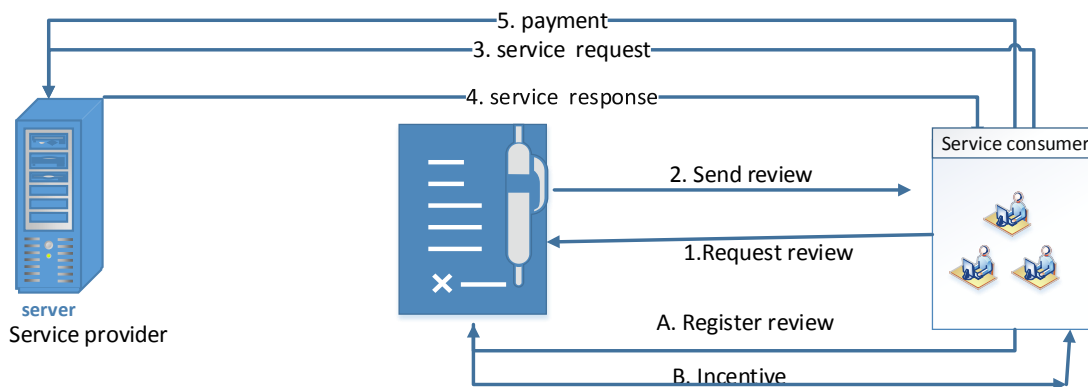 5. payment
3. service request
4. service response
Service consumer
2. Send review
1.Request review
server
Service provider
A. Register review
B. Incentive